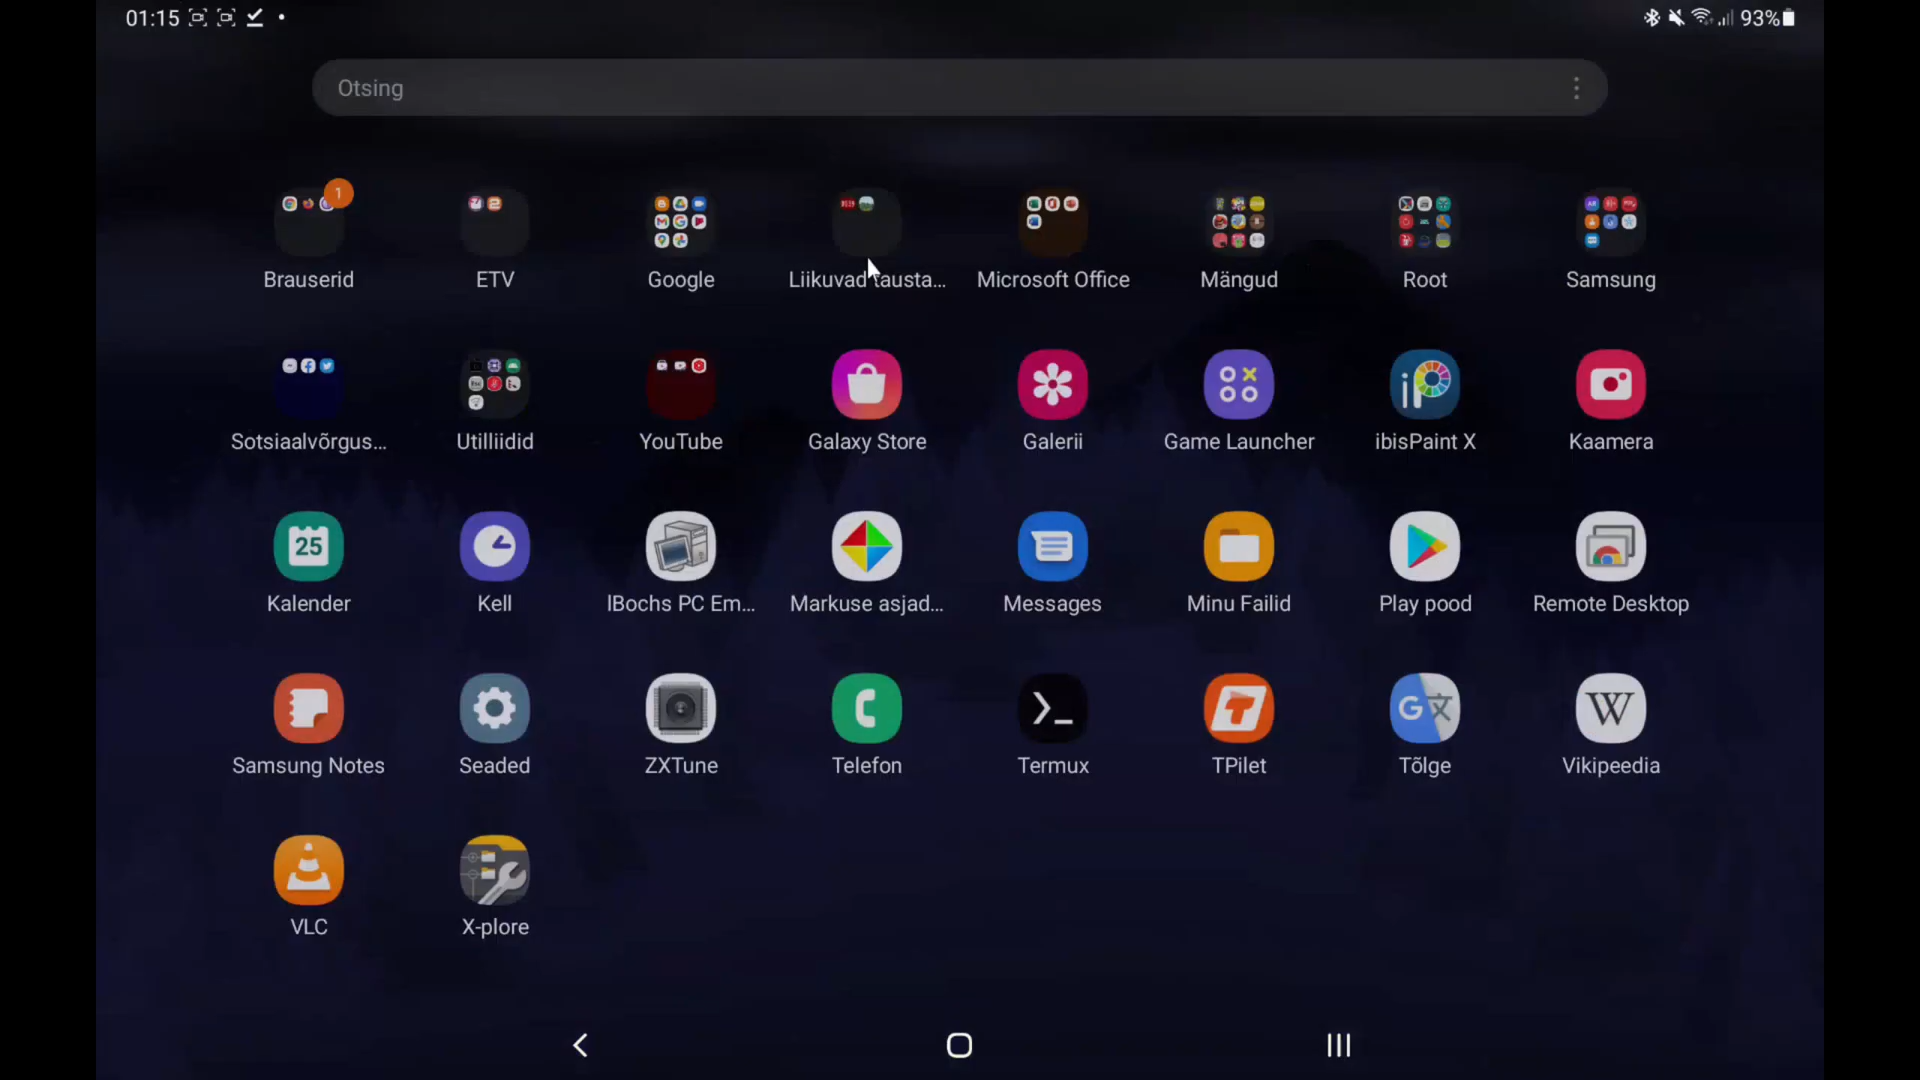 01:15
93%
Otsing
1
Brauserid ETV Google Liikuvad tausta... Microsoft Office Mängud Root Samsung
Sotsiaalvõrgus... Utilliidid YouTube Galaxy Store Galerii Game Launcher ibisPaint X Kaamera
25
Kalender Kell lBochs PC Em... Markuse asjad... Messages Minu Failid Play pood Remote Desktop
Samsung Notes Seaded ZXTune Telefon Termux TPilet Tõlge Vikipeedia
VLC X-plore